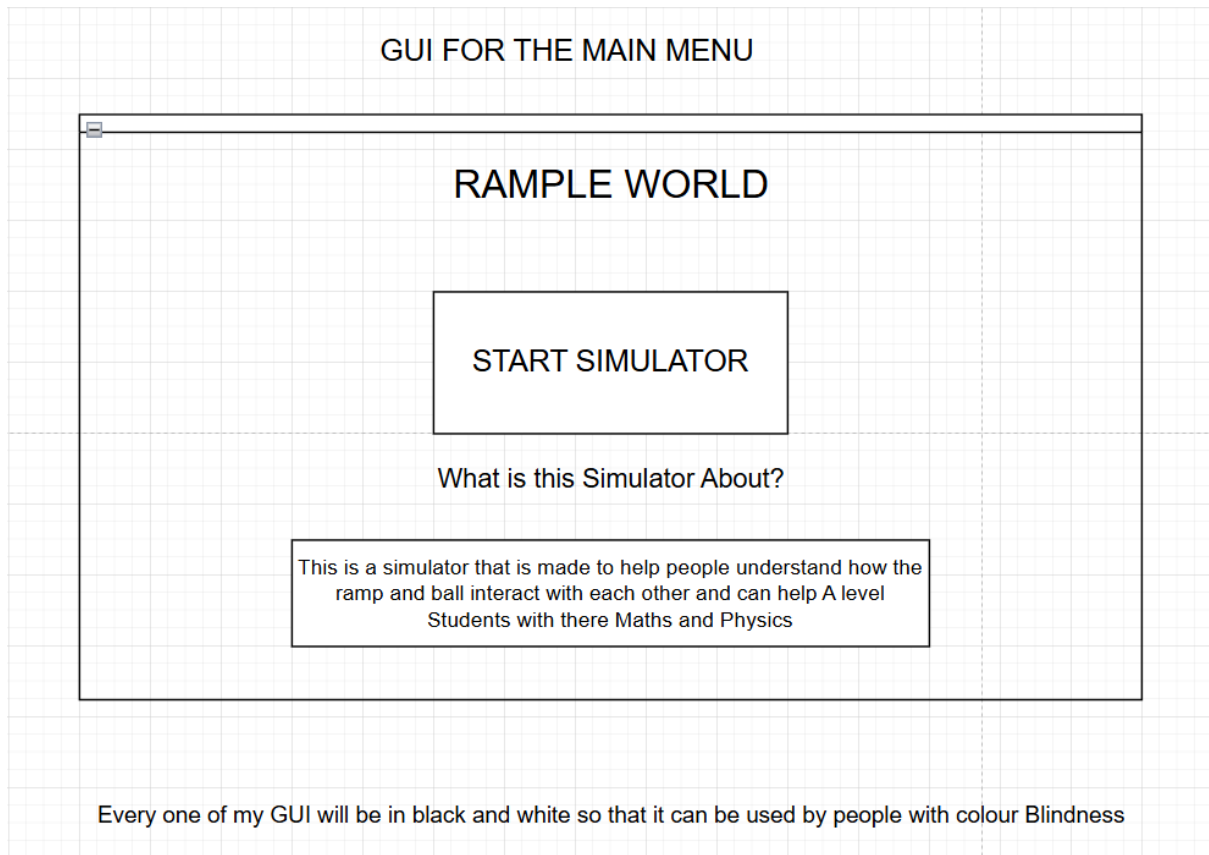 GUI FOR THE MAIN MENU
RAMPLE WORLD
START SIMULATOR
What is this Simulator About?
This is a simulator that is made to help people understand how the
ramp and ball interact with each other and can help A level
Students with there Maths and Physics
Every one of my GUI will be in black and white so that it can be used by people with colour Blindness